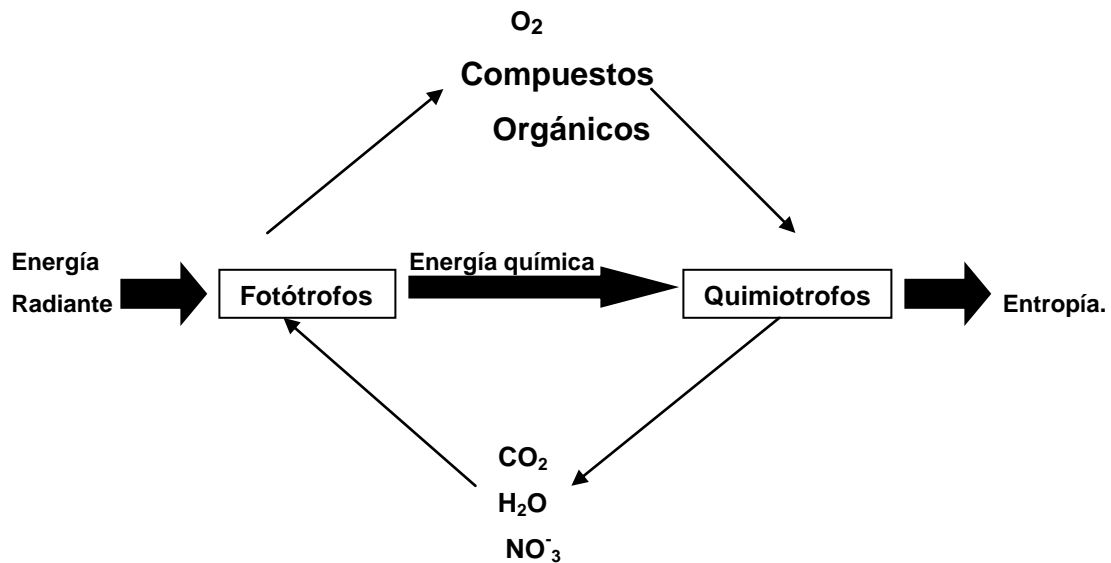 O₂
Compuestos
Orgánicos
Energía
Radiante
Fotótrofos
Energía química
Quimiotrofos
Entropía.
CO₂
H₂O
NO⁻₃